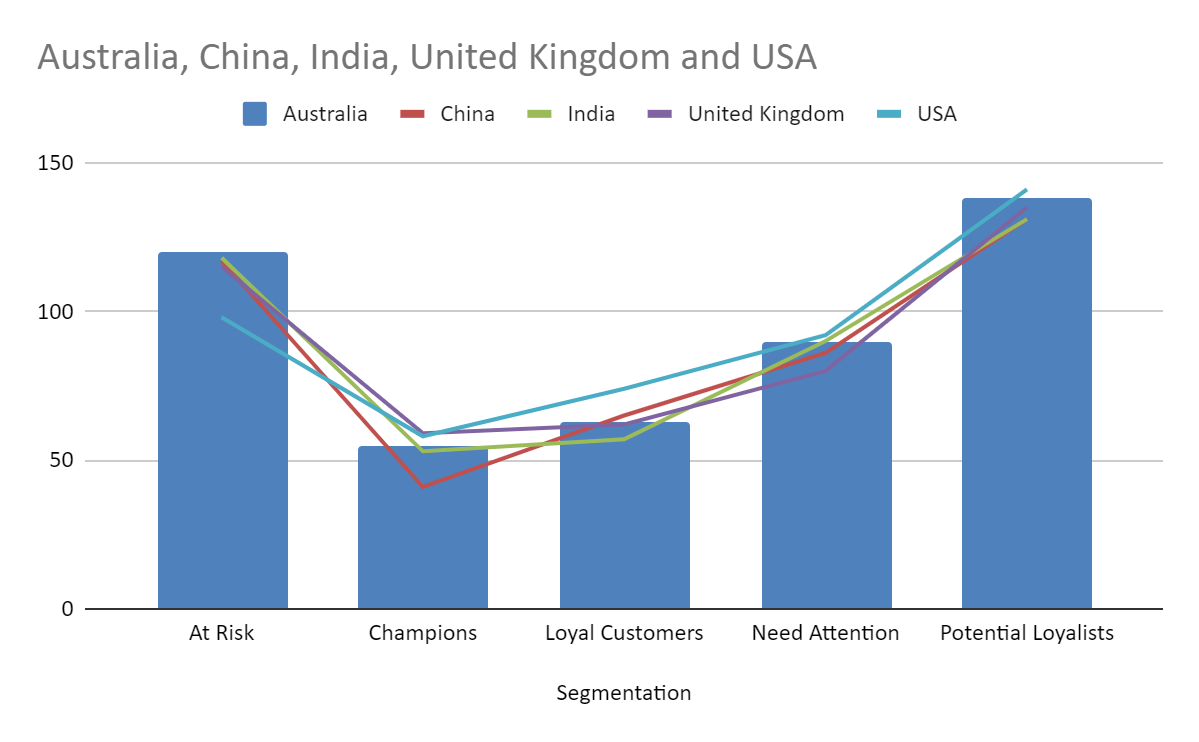 Australia, China, India, United Kingdom and USA
Australia China India United Kingdom USA
150
100
50
0
At Risk Champions Loyal Customers Need Attention Potential Loyalists
Segmentation